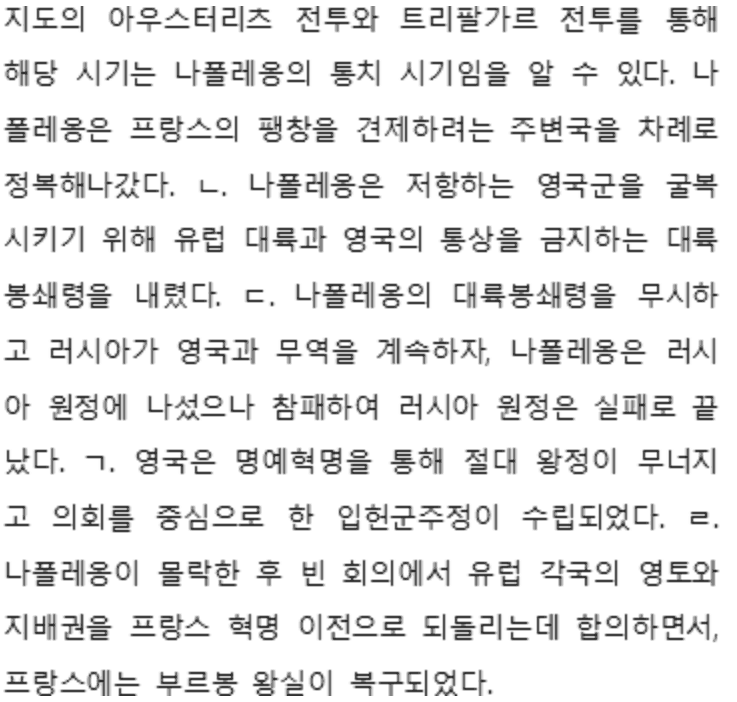 지도의 아우스터리츠 전투와 트리팔가르 전투를 통해
해당 시기는 나폴레옹의 통치 시기임을 알 수 있다. 나
폴레옹은 프랑스의 팽창을 견제하려는 주변국을 차례로
정복해나갔다. ㄴ. 나폴레옹은 저항하는 영국군을 굴복
시키기 위해 유럽 대륙과 영국의 통상을 금지하는 대륙
봉쇄령을 내렸다. ㄷ. 나폴레옹의 대륙봉쇄령을 무시하
고 러시아가 영국과 무역을 계속하자, 나폴레옹은 러시
아 원정에 나섰으나 참패하여 러시아 원정은 실패로 끝
났다. ㄱ. 영국은 명예혁명을 통해 절대 왕정이 무너지
고 의회를 중심으로 한 입헌군주정이 수립되었다. ㄹ.
나폴레옹이 몰락한 후 빈 회의에서 유럽 각국의 영토와
지배권을 프랑스 혁명 이전으로 되돌리는데 합의하면서,
프랑스에는 부르봉 왕실이 복구되었다.